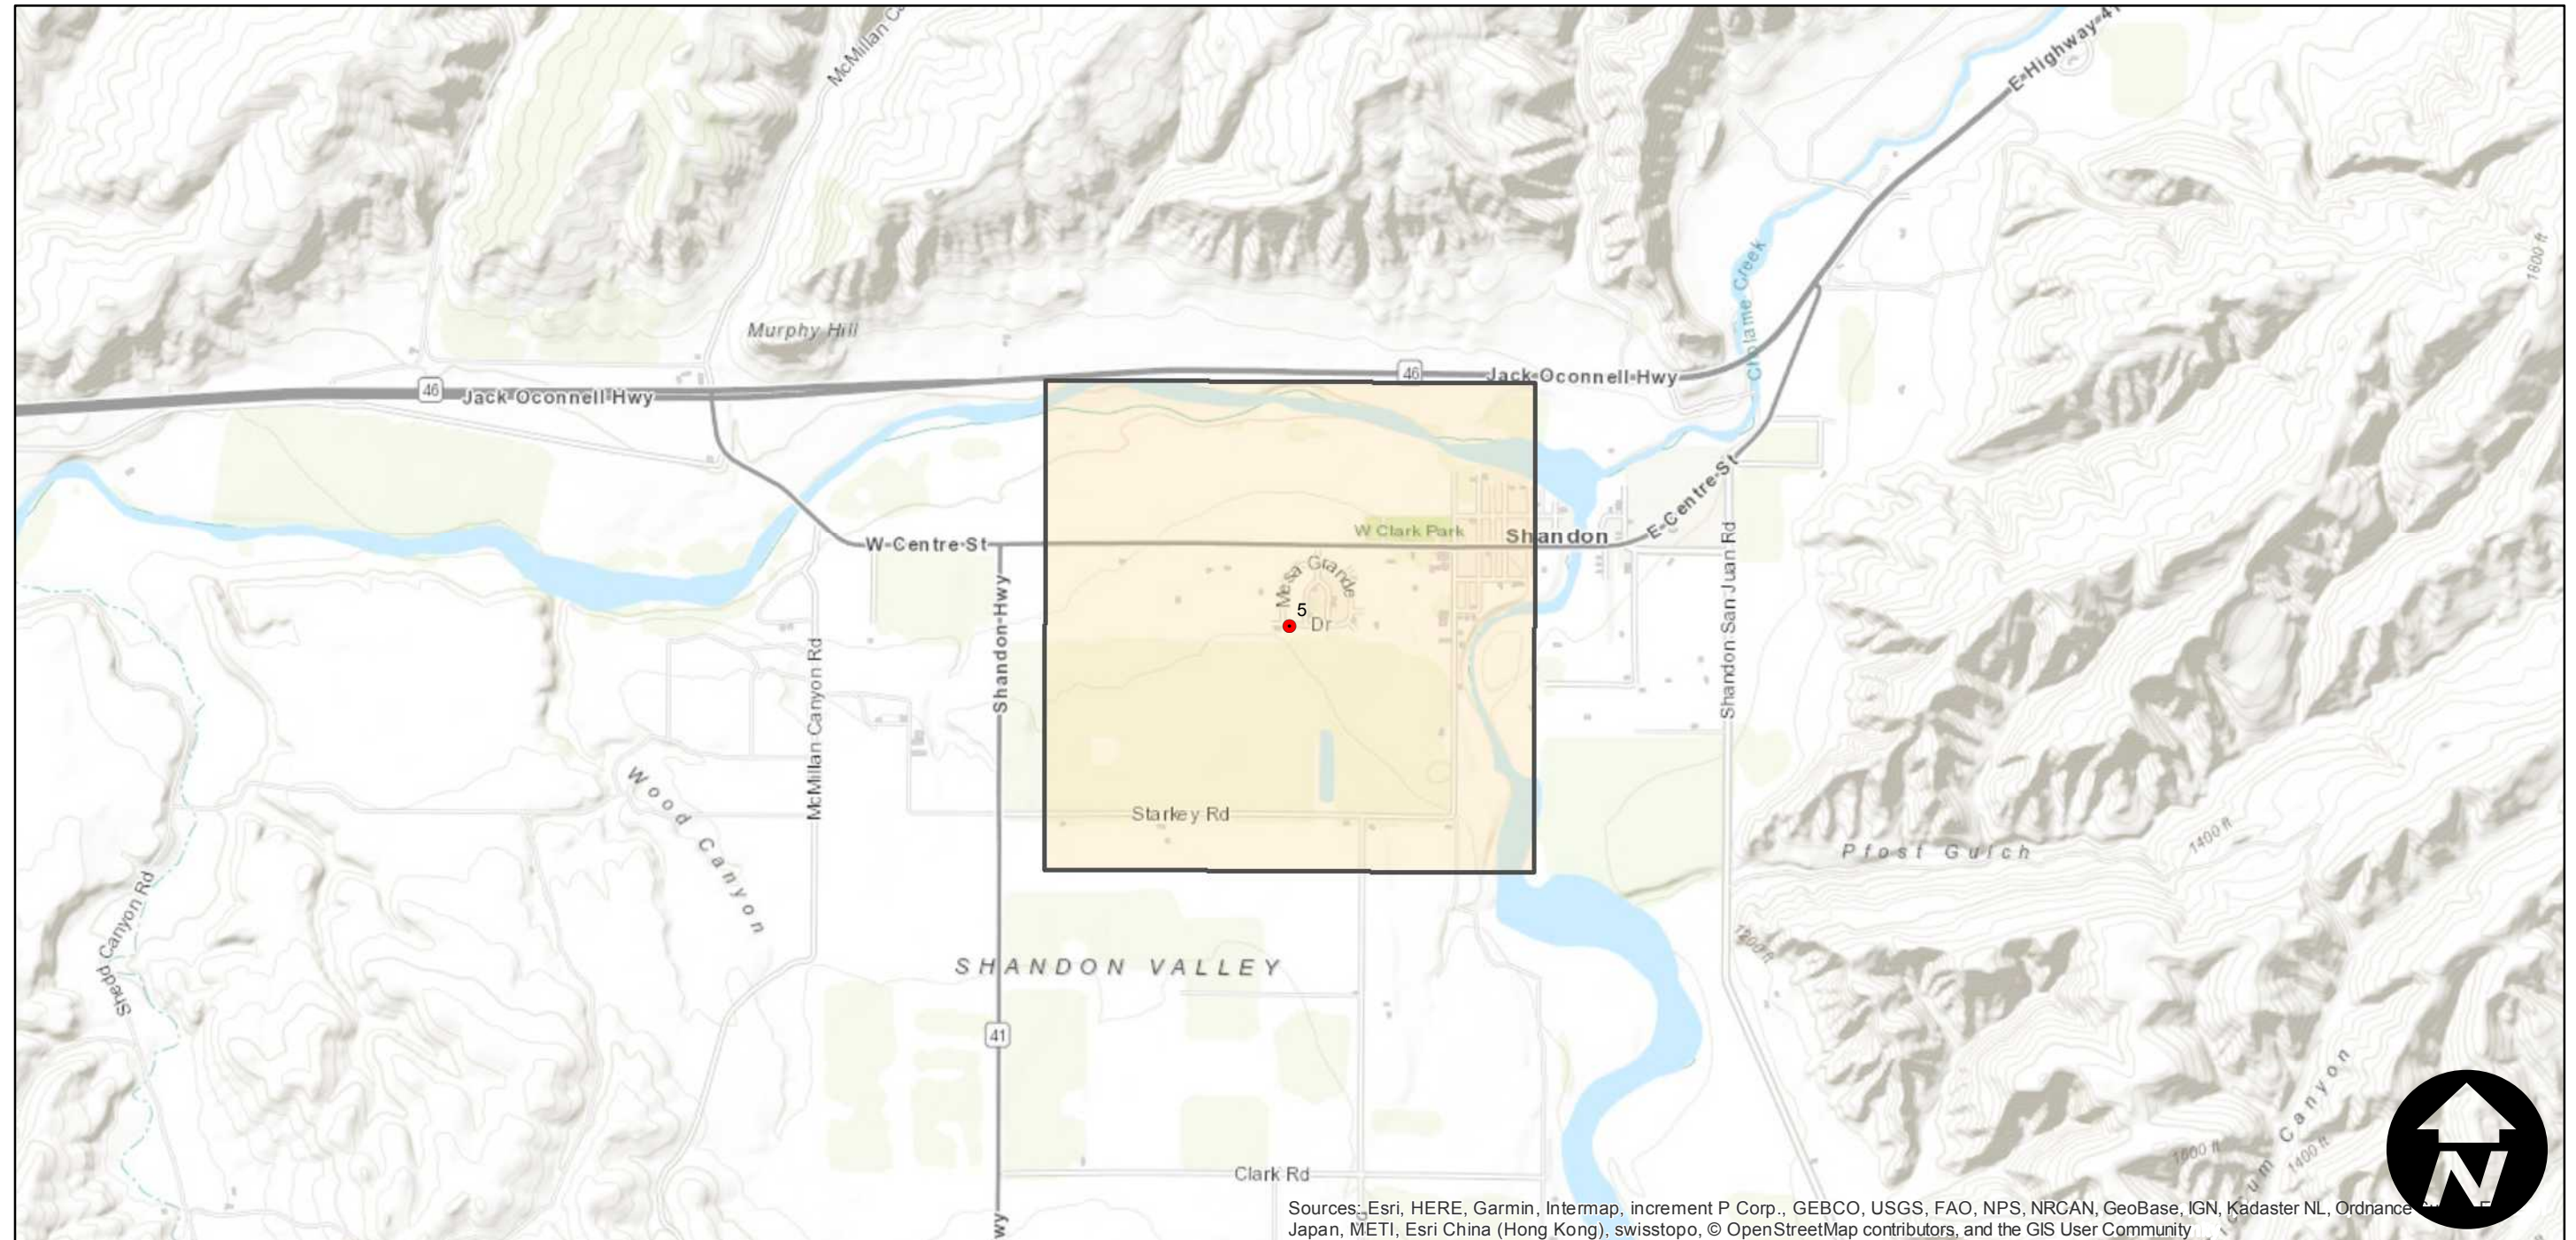 McMillan Ca
E-Highway-41
1800 ft
Cholame Creek
Murphy Hill
46
Jack-Oconnell-Hwy
46
Jack-Oconnell-Hwy
W Clark Park
Shandon
E-Centre-St
W-Centre-St
Mesa Grande
Dr
5
Shandon-Hwy
McMillan Canyon Rd
Shandon San Juan Rd
Wood Canyon
Starkey Rd
Pfost Gulch
1400 ft
Shedd Canyon Rd
1200 ft
SHANDON VALLEY
41
Canyon
1600 ft
1400 ft
Clark Rd
wy
N
Sources: Esri, HERE, Garmin, Intermap, increment P Corp., GEBCO, USGS, FAO, NPS, NRCAN, GeoBase, IGN, Kadaster NL, Ordnance
Japan, METI, Esri China (Hong Kong), swisstopo, © OpenStreetMap contributors, and the GIS User Community